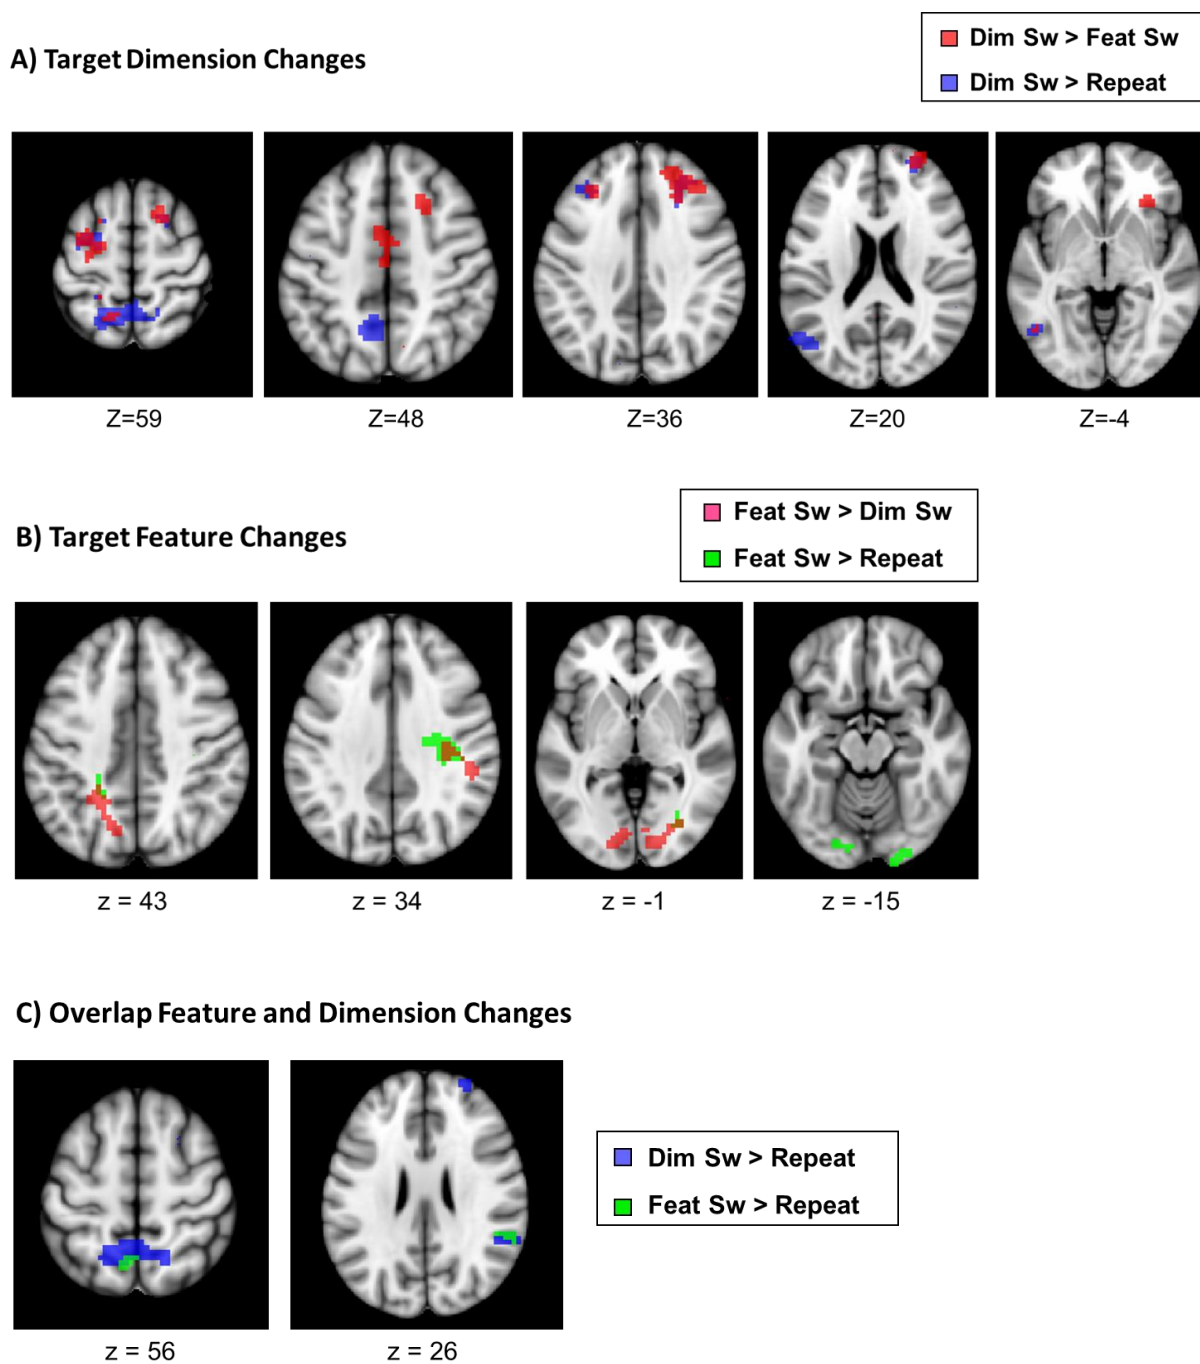 A) Target Dimension Changes
Dim Sw > Feat Sw
Dim Sw > Repeat
Z=59
Z=48
Z=36
Z=20
Z=-4
B) Target Feature Changes
Feat Sw > Dim Sw
Feat Sw > Repeat
z = 43
z = 34
z = -1
z = -15
C) Overlap Feature and Dimension Changes
Dim Sw > Repeat
Feat Sw > Repeat
z = 56
z = 26